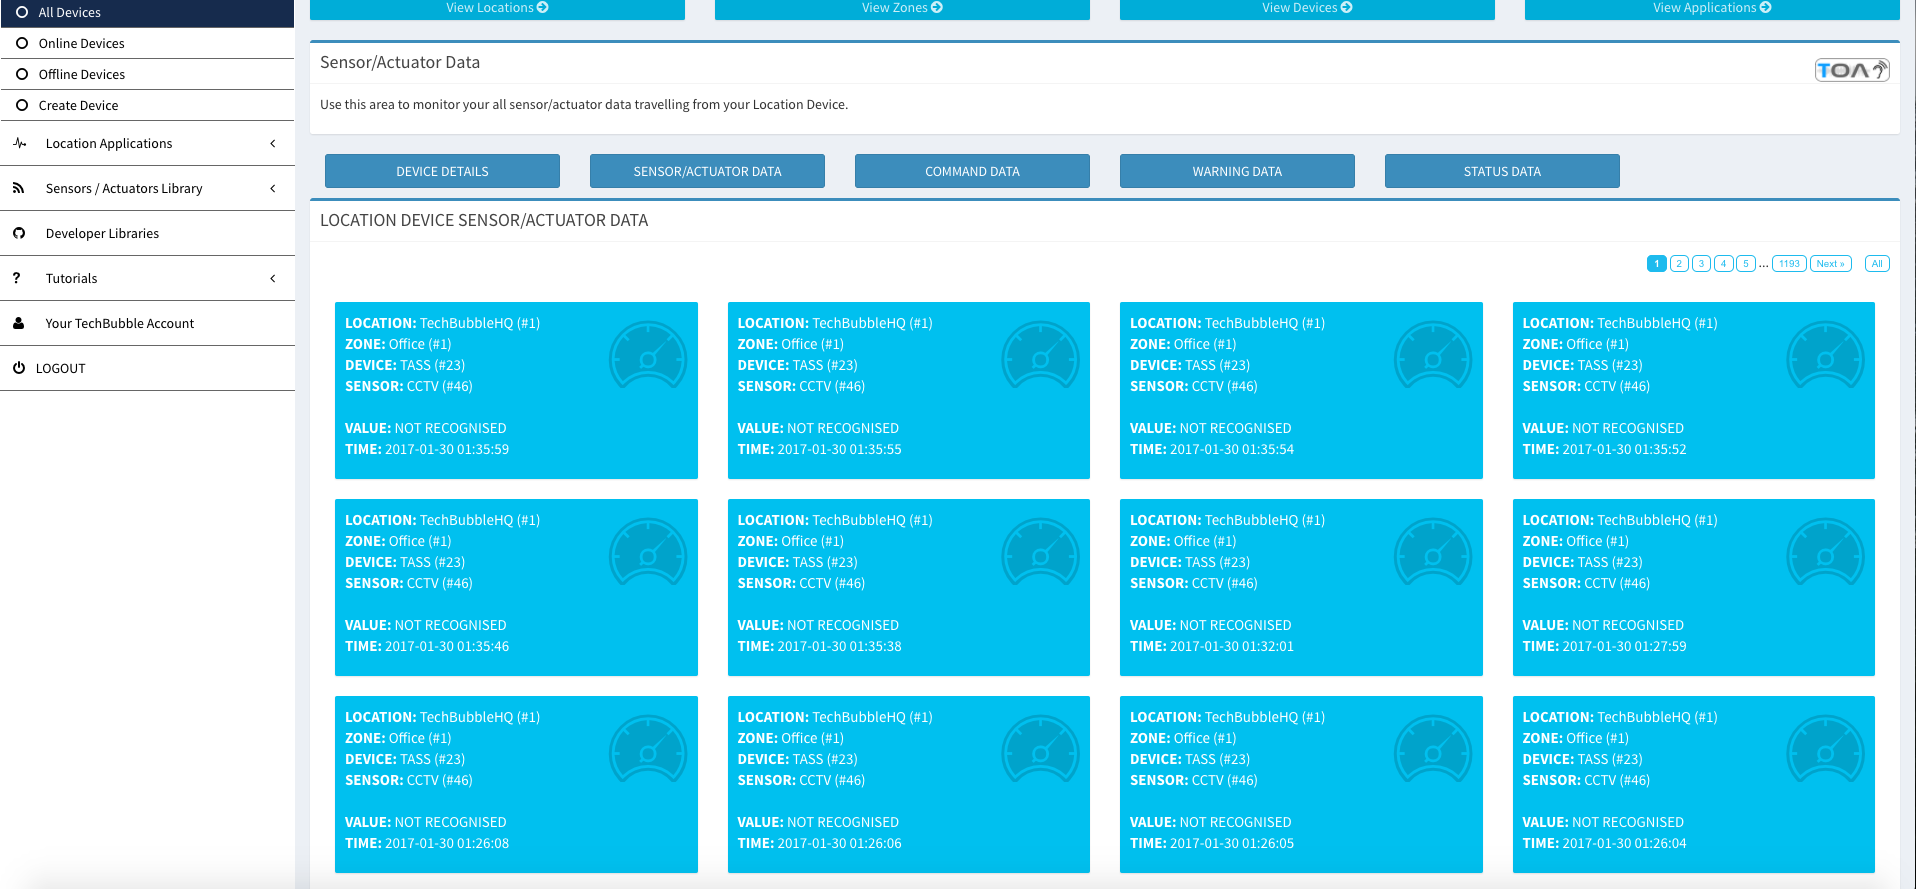 All Devices
Online Devices
Offline Devices
Create Device
Location Applications
Sensors / Actuators Library
Developer Libraries
Tutorials
Your TechBubble Account
LOGOUT
View Locations
View Zones
View Devices
View Applications
Sensor/Actuator Data
TOA
Use this area to monitor your all sensor/actuator data travelling from your Location Device.
DEVICE DETAILS
SENSOR/ACTUATOR DATA
COMMAND DATA
WARNING DATA
STATUS DATA
LOCATION DEVICE SENSOR/ACTUATOR DATA
1 2 3 4 5 ... 1193 Next » All
LOCATION: TechBubbleHQ (#1)
ZONE: Office (#1)
DEVICE: TASS (#23)
SENSOR: CCTV (#46)
VALUE: NOT RECOGNISED
TIME: 2017-01-30 01:35:59
LOCATION: TechBubbleHQ (#1)
ZONE: Office (#1)
DEVICE: TASS (#23)
SENSOR: CCTV (#46)
VALUE: NOT RECOGNISED
TIME: 2017-01-30 01:35:55
LOCATION: TechBubbleHQ (#1)
ZONE: Office (#1)
DEVICE: TASS (#23)
SENSOR: CCTV (#46)
VALUE: NOT RECOGNISED
TIME: 2017-01-30 01:35:54
LOCATION: TechBubbleHQ (#1)
ZONE: Office (#1)
DEVICE: TASS (#23)
SENSOR: CCTV (#46)
VALUE: NOT RECOGNISED
TIME: 2017-01-30 01:35:52
LOCATION: TechBubbleHQ (#1)
ZONE: Office (#1)
DEVICE: TASS (#23)
SENSOR: CCTV (#46)
VALUE: NOT RECOGNISED
TIME: 2017-01-30 01:35:46
LOCATION: TechBubbleHQ (#1)
ZONE: Office (#1)
DEVICE: TASS (#23)
SENSOR: CCTV (#46)
VALUE: NOT RECOGNISED
TIME: 2017-01-30 01:35:38
LOCATION: TechBubbleHQ (#1)
ZONE: Office (#1)
DEVICE: TASS (#23)
SENSOR: CCTV (#46)
VALUE: NOT RECOGNISED
TIME: 2017-01-30 01:32:01
LOCATION: TechBubbleHQ (#1)
ZONE: Office (#1)
DEVICE: TASS (#23)
SENSOR: CCTV (#46)
VALUE: NOT RECOGNISED
TIME: 2017-01-30 01:27:59
LOCATION: TechBubbleHQ (#1)
ZONE: Office (#1)
DEVICE: TASS (#23)
SENSOR: CCTV (#46)
VALUE: NOT RECOGNISED
TIME: 2017-01-30 01:26:08
LOCATION: TechBubbleHQ (#1)
ZONE: Office (#1)
DEVICE: TASS (#23)
SENSOR: CCTV (#46)
VALUE: NOT RECOGNISED
TIME: 2017-01-30 01:26:06
LOCATION: TechBubbleHQ (#1)
ZONE: Office (#1)
DEVICE: TASS (#23)
SENSOR: CCTV (#46)
VALUE: NOT RECOGNISED
TIME: 2017-01-30 01:26:05
LOCATION: TechBubbleHQ (#1)
ZONE: Office (#1)
DEVICE: TASS (#23)
SENSOR: CCTV (#46)
VALUE: NOT RECOGNISED
TIME: 2017-01-30 01:26:04